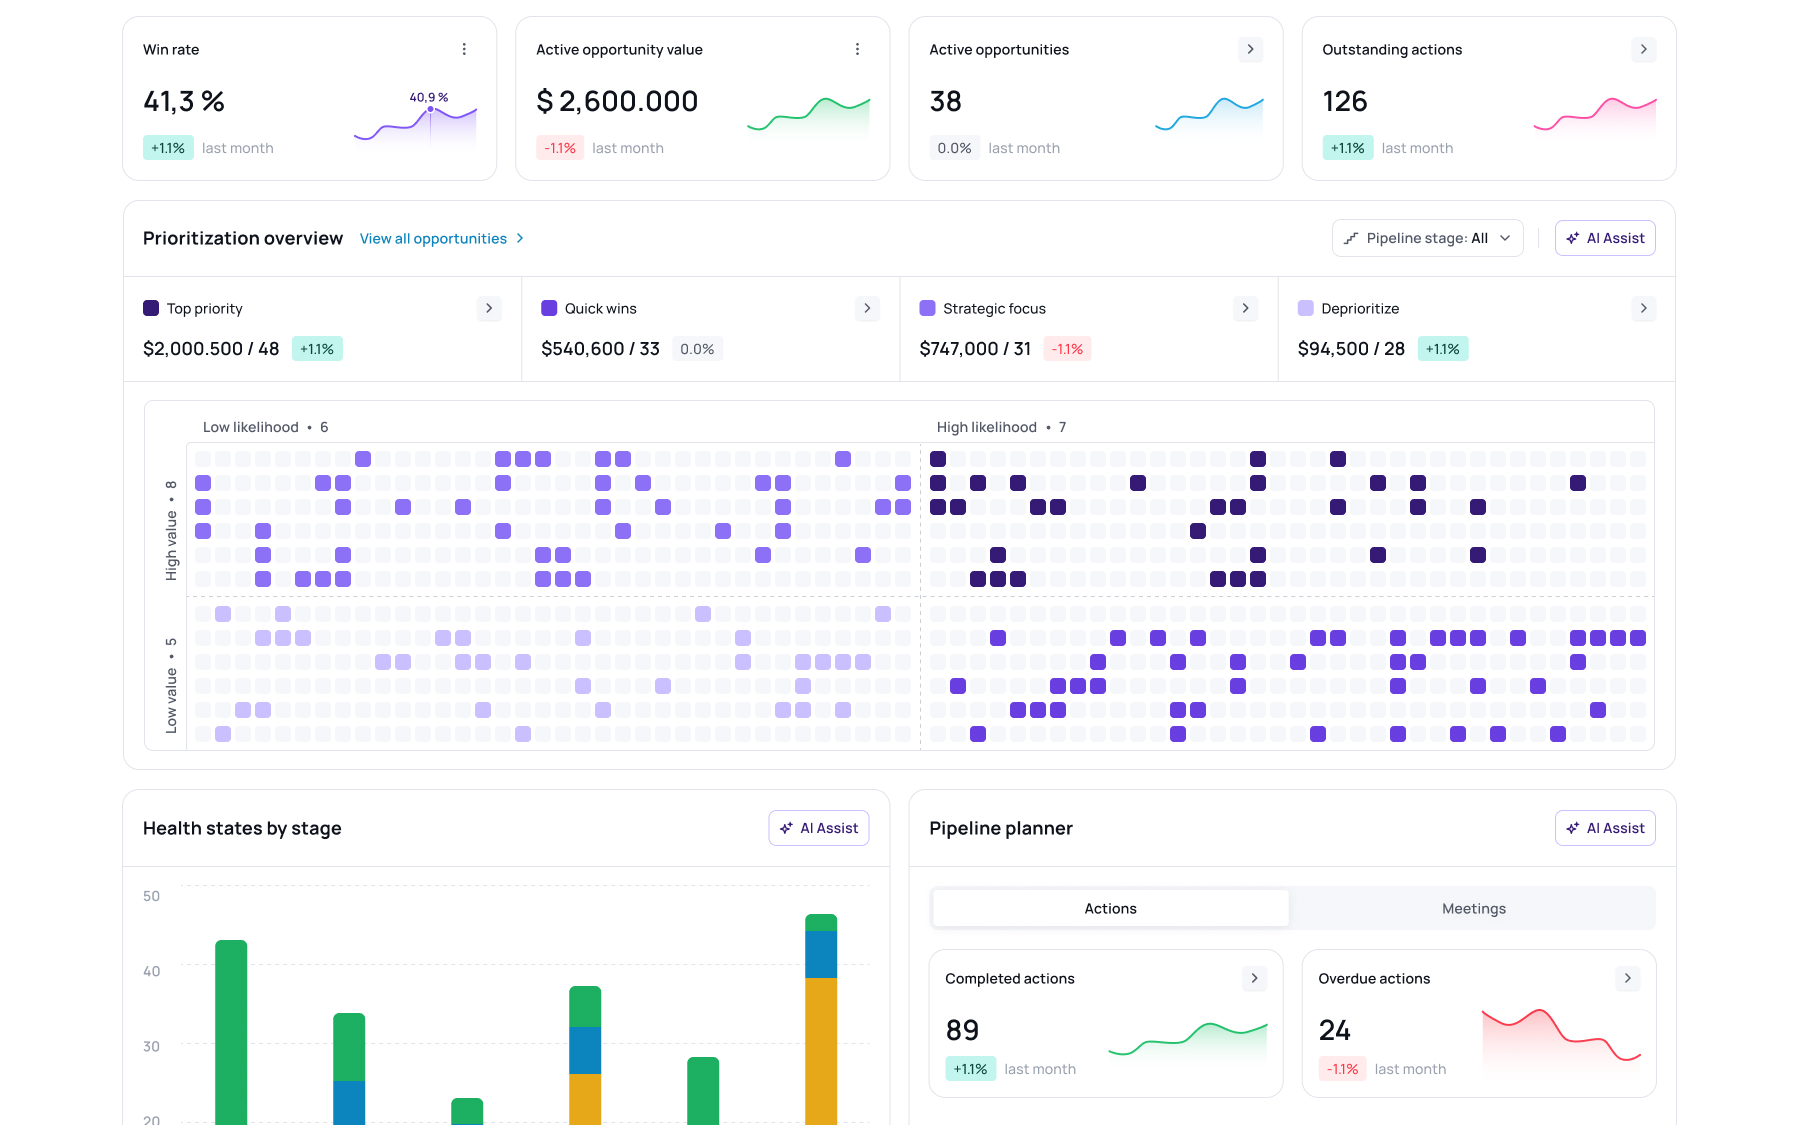 Win rate
41,3 %
40,9 %
+1.1% last month
Active opportunity value
$ 2,600.000
-1.1% last month
Active opportunities
38
0.0% last month
Outstanding actions
126
+1.1% last month
Prioritization overview
View all opportunities
Pipeline stage: All
AI Assist
Top priority
$2,000.500 / 48 +1.1%
Quick wins
$540,600 / 33 0.0%
Strategic focus
$747,000 / 31 -1.1%
Deprioritize
$94,500 / 28 +1.1%
Low likelihood • 6
High likelihood • 7
High value • 8
Low value • 5
Health states by stage
AI Assist
50
40
30
20
Pipeline planner
AI Assist
Actions
Meetings
Completed actions
89
+1.1% last month
Overdue actions
24
-1.1% last month